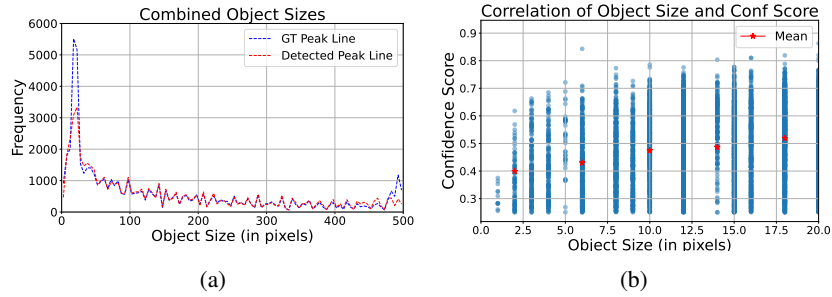 Combined Object Sizes
6000
5000
4000
3000
2000
1000
0
Frequency
GT Peak Line
Detected Peak Line
0 100 200 300 400 500
Object Size (in pixels)
(a)
Correlation of Object Size and Conf Score
0.9
0.8
0.7
0.6
0.5
0.4
0.3
Confidence Score
Mean
0.0 2.5 5.0 7.5 10.0 12.5 15.0 17.5 20.0
Object Size (in pixels)
(b)